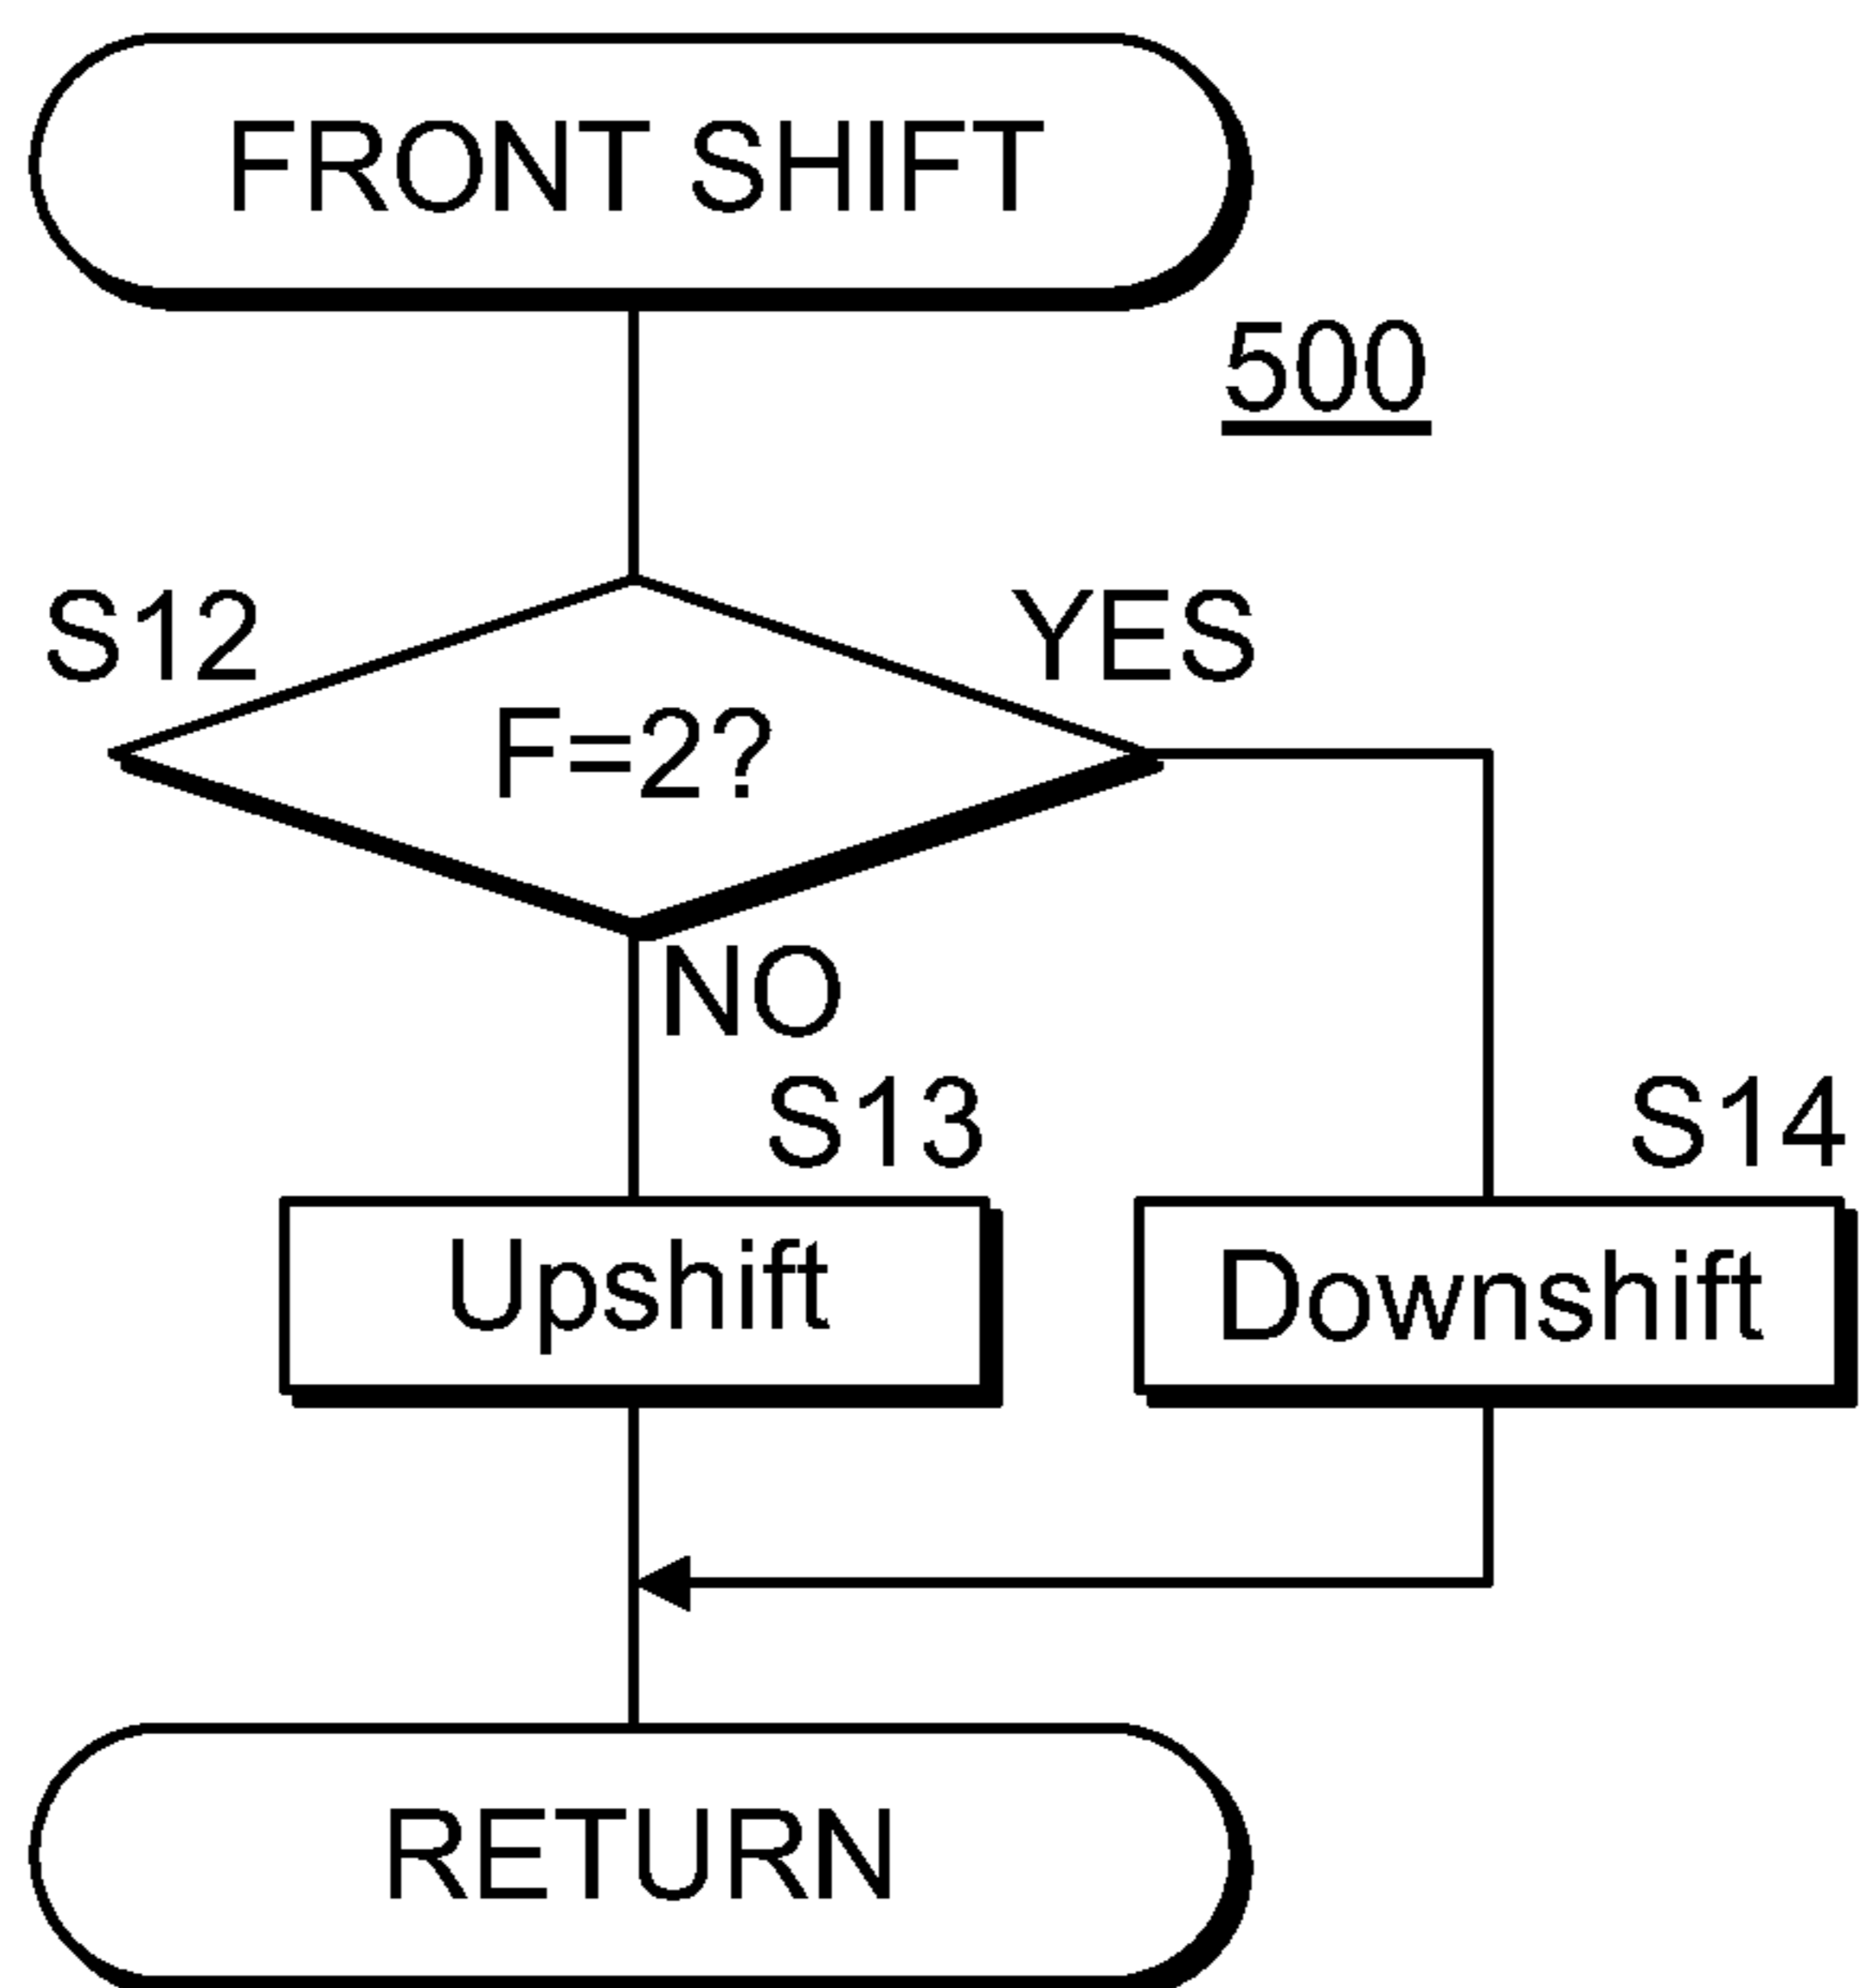 FRONT SHIFT
500
S12
YES
F=2?
NO
S13
S14
Upshift
Downshift
RETURN